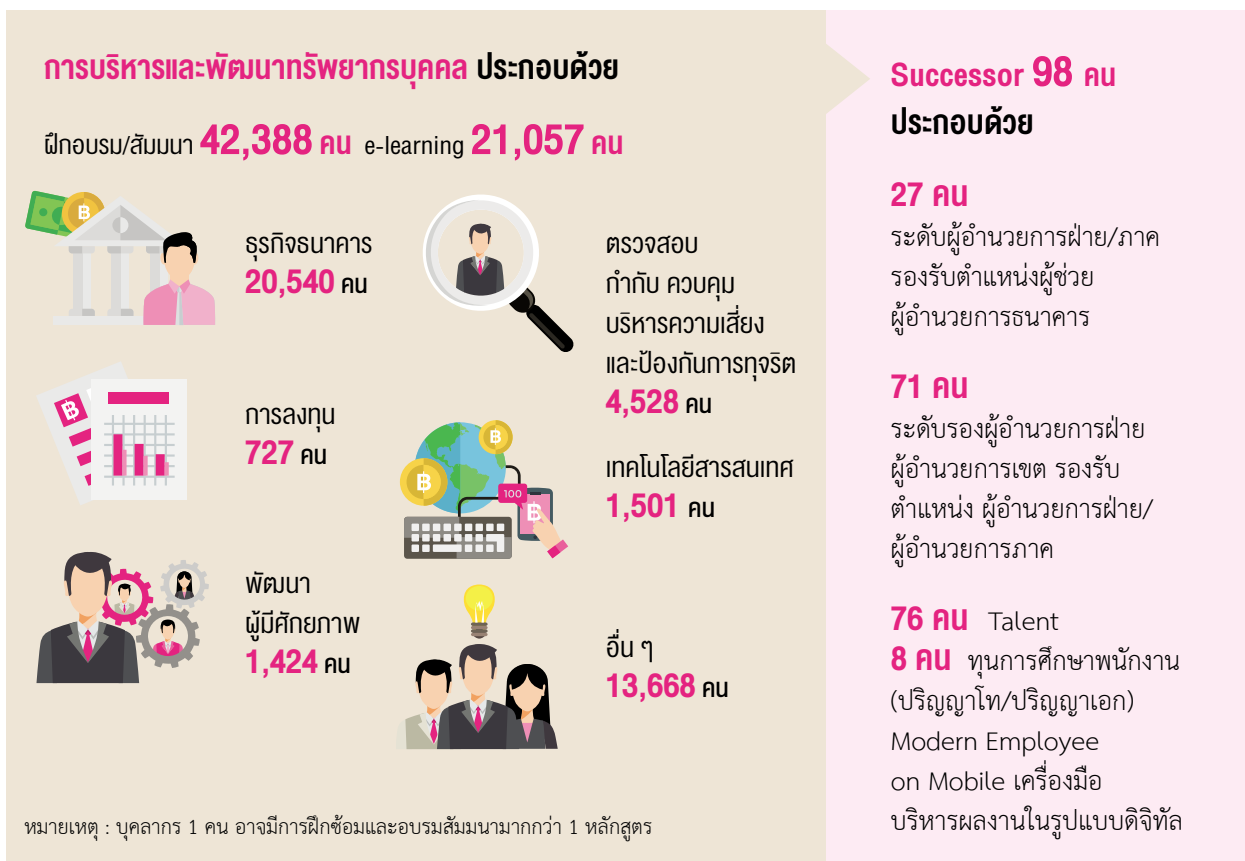 การบริหารและพัฒนาทรัพยากรบุคคล ประกอบด้วย
ฝึกอบรม/สัมมนา 42,388 คน e-learning 21,057 คน
ธุรกิจธนาคาร
20,540 คน
ตรวจสอบ
กำกับ ควบคุม
บริหารความเสี่ยง
และป้องกันการทุจริต
4,528 คน
การลงทุน
727 คน
เทคโนโลยีสารสนเทศ
1,501 คน
100
พัฒนา
ผู้มีศักยภาพ
1,424 คน
อื่น ๆ
13,668 คน
หมายเหตุ : บุคลากร 1 คน อาจมีการฝึกซ้อมและอบรมสัมมนามากกว่า 1 หลักสูตร
Successor 98 คน
ประกอบด้วย
27 คน
ระดับผู้อำนวยการฝ่าย/ภาค
รองรับตำแหน่งผู้ช่วย
ผู้อำนวยการธนาคาร
71 คน
ระดับรองผู้อำนวยการฝ่าย
ผู้อำนวยการเขต รองรับ
ตำแหน่ง ผู้อำนวยการฝ่าย/
ผู้อำนวยการภาค
76 คน Talent
8 คน ทุนการศึกษาพนักงาน
(ปริญญาโท/ปริญญาเอก)
Modern Employee
on Mobile เครื่องมือ
บริหารผลงานในรูปแบบดิจิทัล